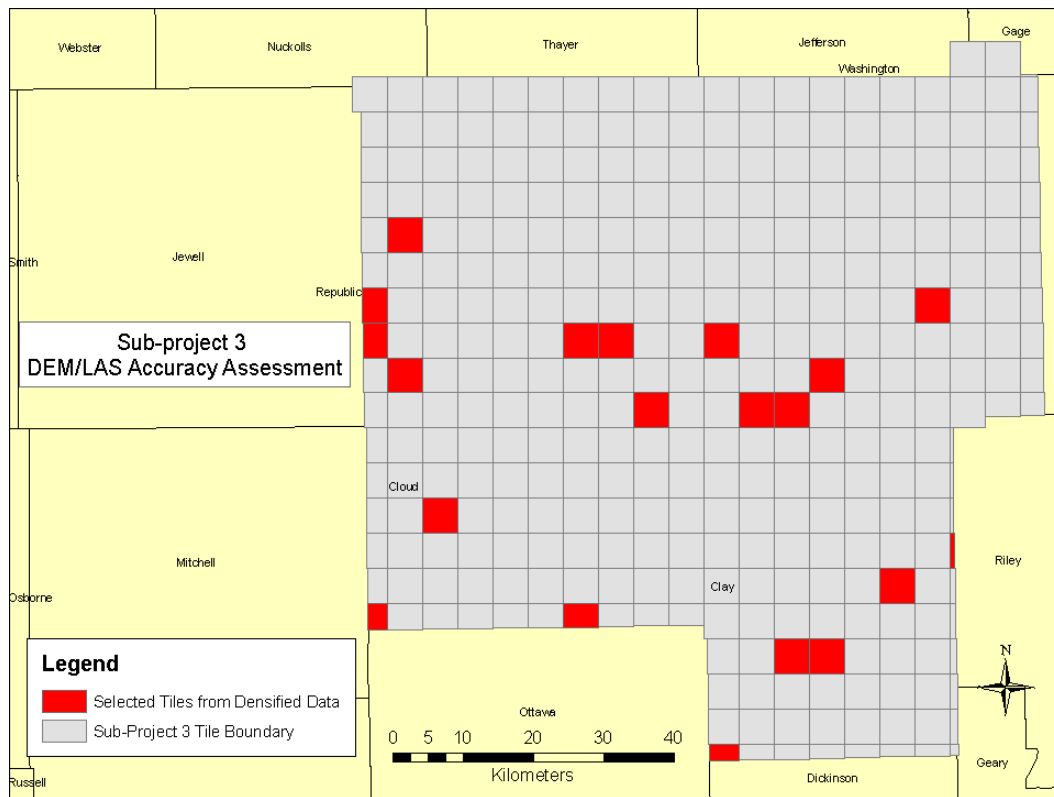 Webster
Nuckolls
Thayer
Jefferson
Gage
Washington
Smith
Jewell
Republic
Sub-project 3
DEM/LAS Accuracy Assessment
Cloud
Mitchell
Riley
Osborne
Clay
Legend
Selected Tiles from Densified Data
Sub-Project 3 Tile Boundary
N
Ottawa
0 5 10 20 30 40
Kilometers
Russell
Dickinson
Geary